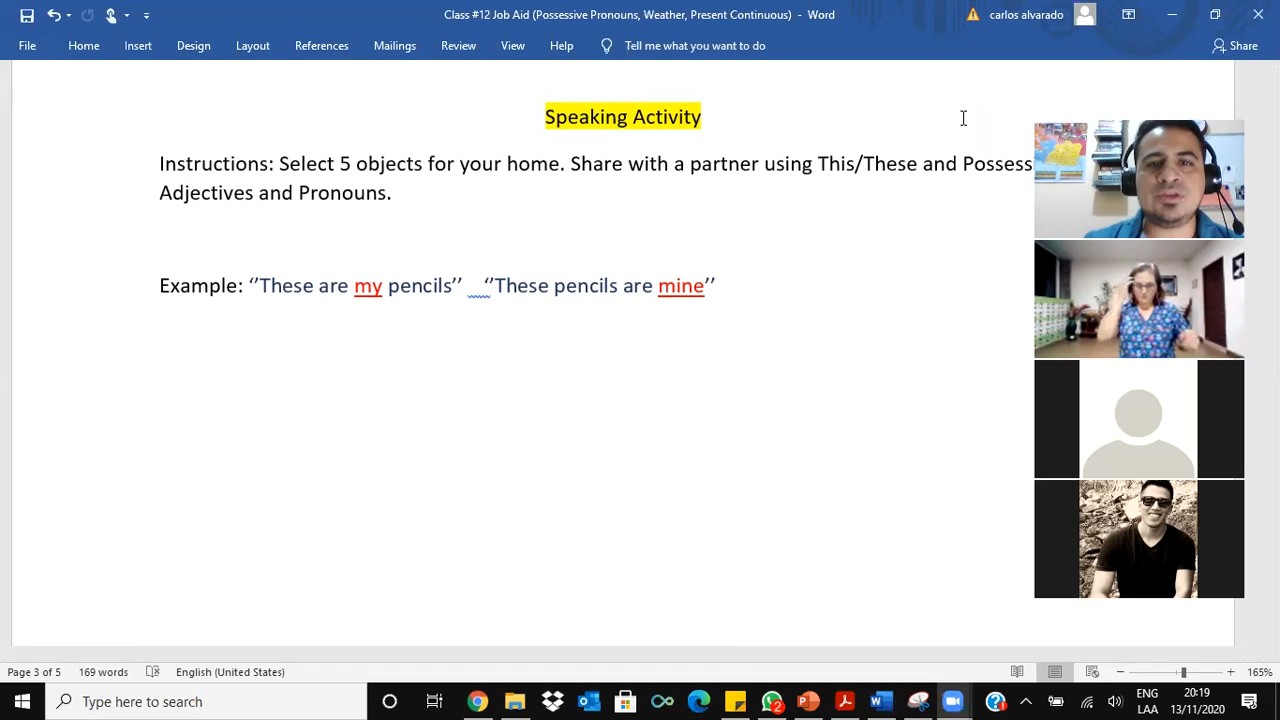 Class #12 Job Aid (Possessive Pronouns, Weather, Present Continuous) - Word
carlos alvarado
File Home Insert Design Layout References Mailings Review View Help Tell me what you want to do Share
Speaking Activity
Instructions: Select 5 objects for your home. Share with a partner using This/These and Possess
Adjectives and Pronouns.
Example: ‘’These are my pencils’’ ‘’These pencils are mine’’
Page 3 of 5 169 words English (United States) 165%
Type here to search 2 ENG 20:19
LAA 13/11/2020